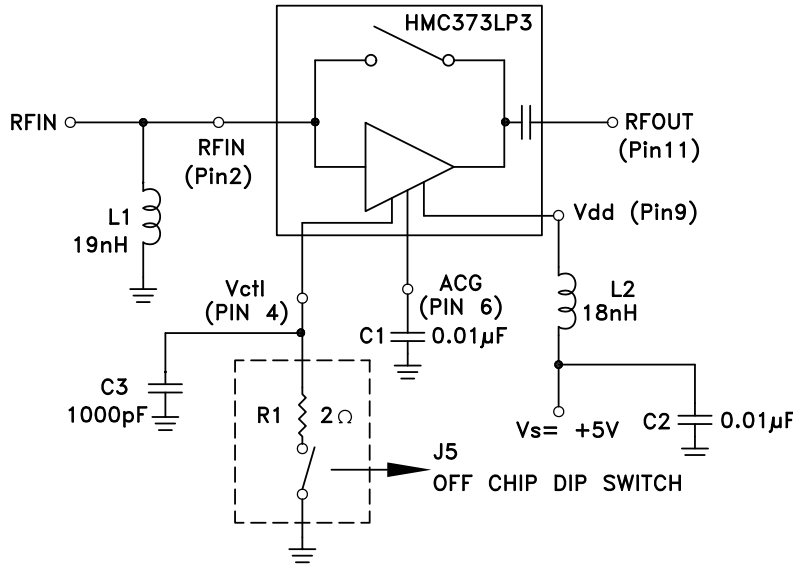 HMC373LP3
RFIN
RFIN
(Pin2)
RFOUT
(Pin11)
L1
19nH
Vdd (Pin9)
Vctl
(PIN 4)
ACG
(PIN 6)
L2
18nH
C1 0.01µF
C3
1000pF
R1 2Ω
Vs= +5V
C2 0.01µF
J5
OFF CHIP DIP SWITCH